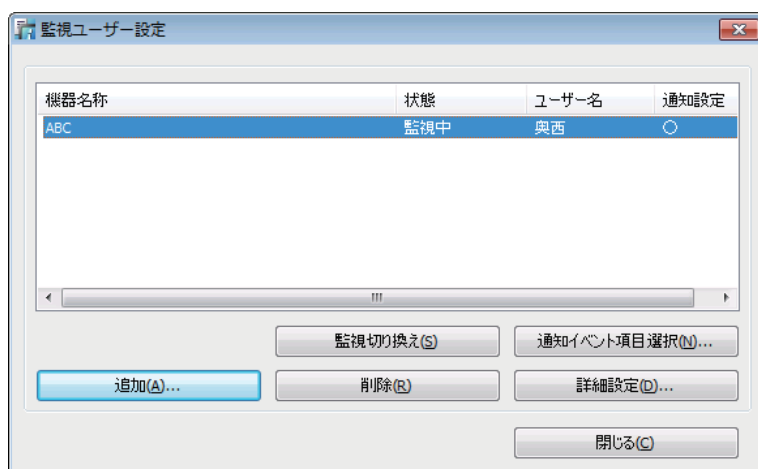 監視ユーザー設定
機器名称 状態 ユーザー名 通知設定
ABC 監視中 奥西 ○
監視切り換え(S) 通知イベント項目選択(N)...
追加(A)... 削除(R) 詳細設定(D)...
閉じる(C)